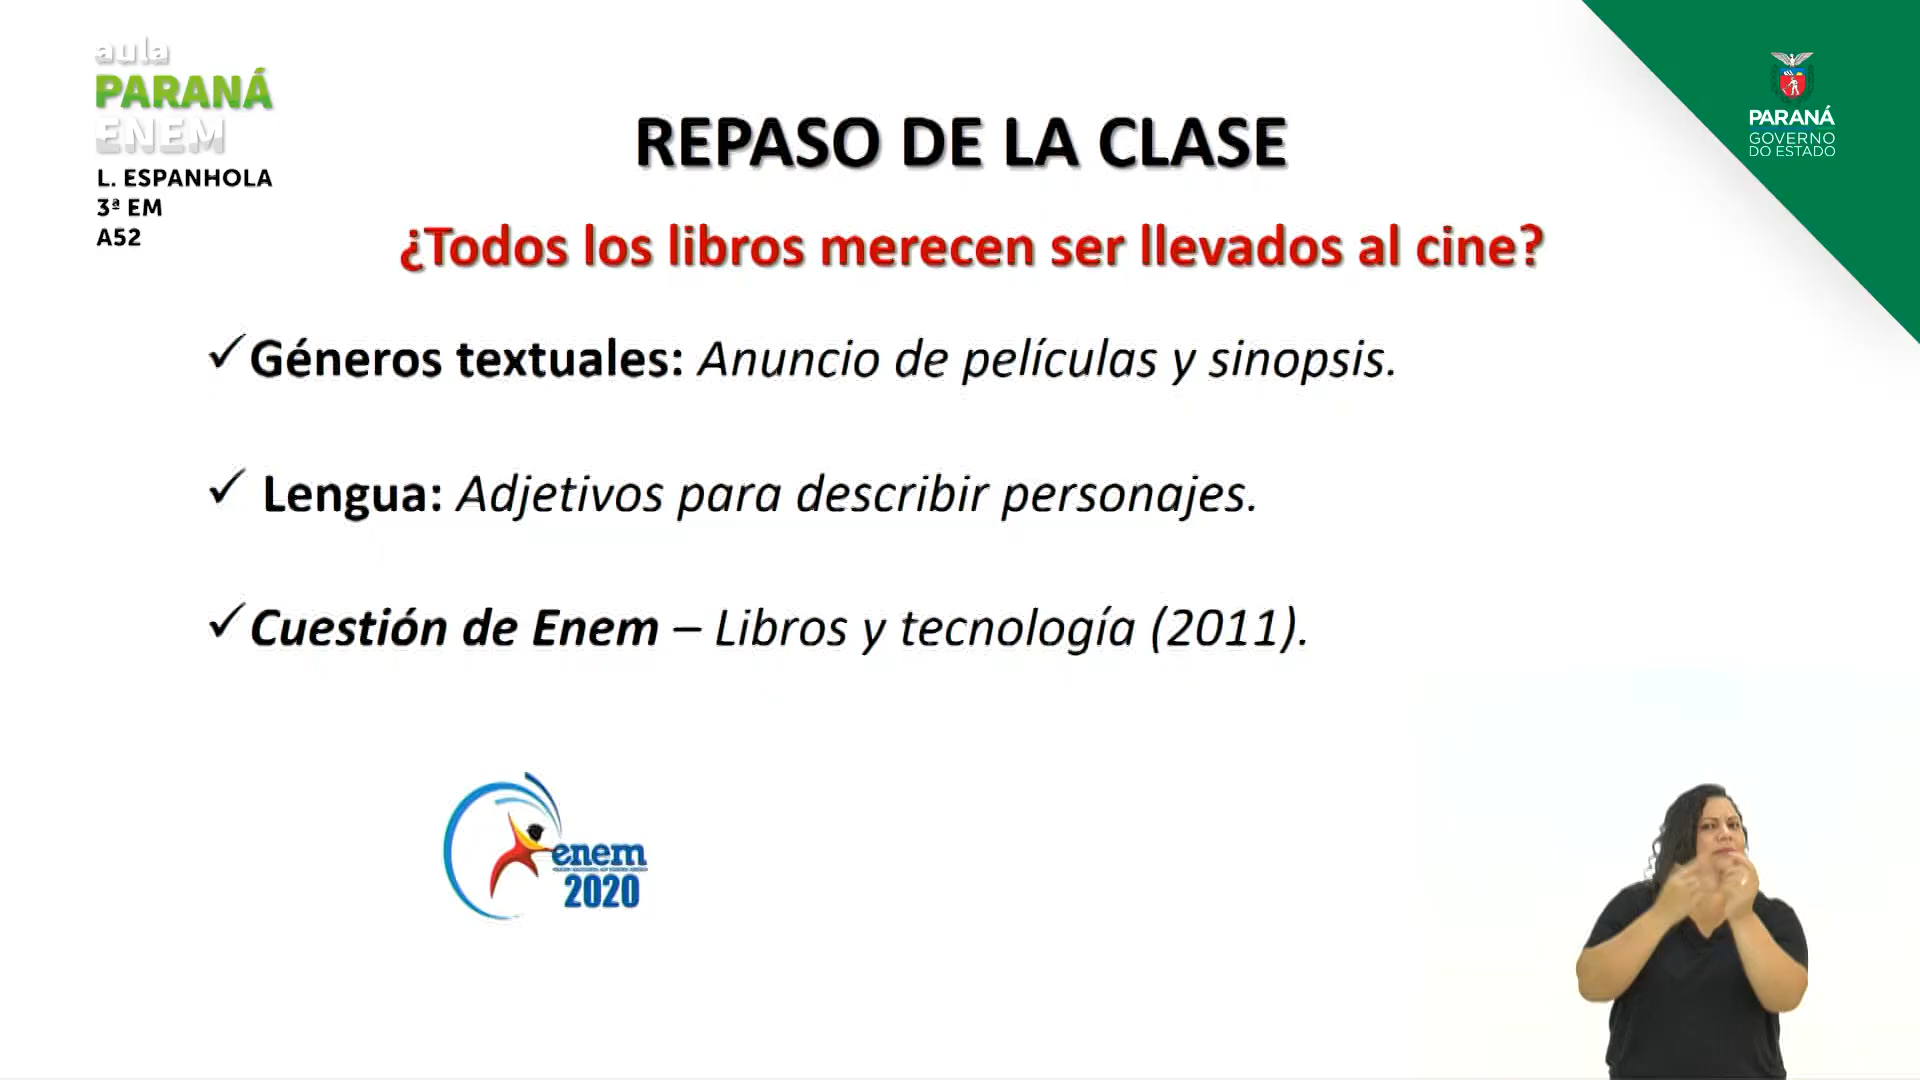 aula
PARANÁ
ENEM
L. ESPANHOLA
3ª EM
A52
PARANÁ
GOVERNO
DO ESTADO
REPASO DE LA CLASE
¿Todos los libros merecen ser llevados al cine?
✓Géneros textuales: Anuncio de películas y sinopsis.
✓ Lengua: Adjetivos para describir personajes.
✓Cuestión de Enem – Libros y tecnología (2011).
enem
2020